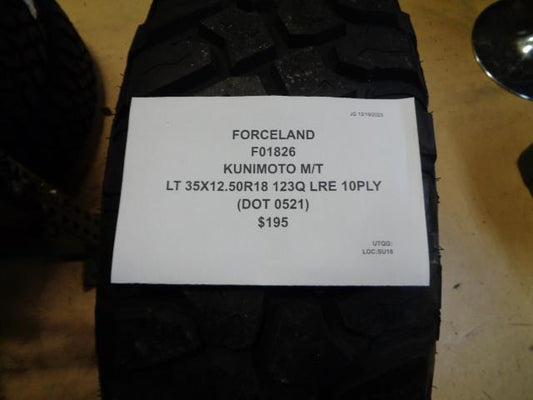 JG 12/19/2023
FORCELAND
F01826
KUNIMOTO M/T
LT 35X12.50R18 123Q LRE 10PLY
(DOT 0521)
$195
UTQG:
LOC:SU16